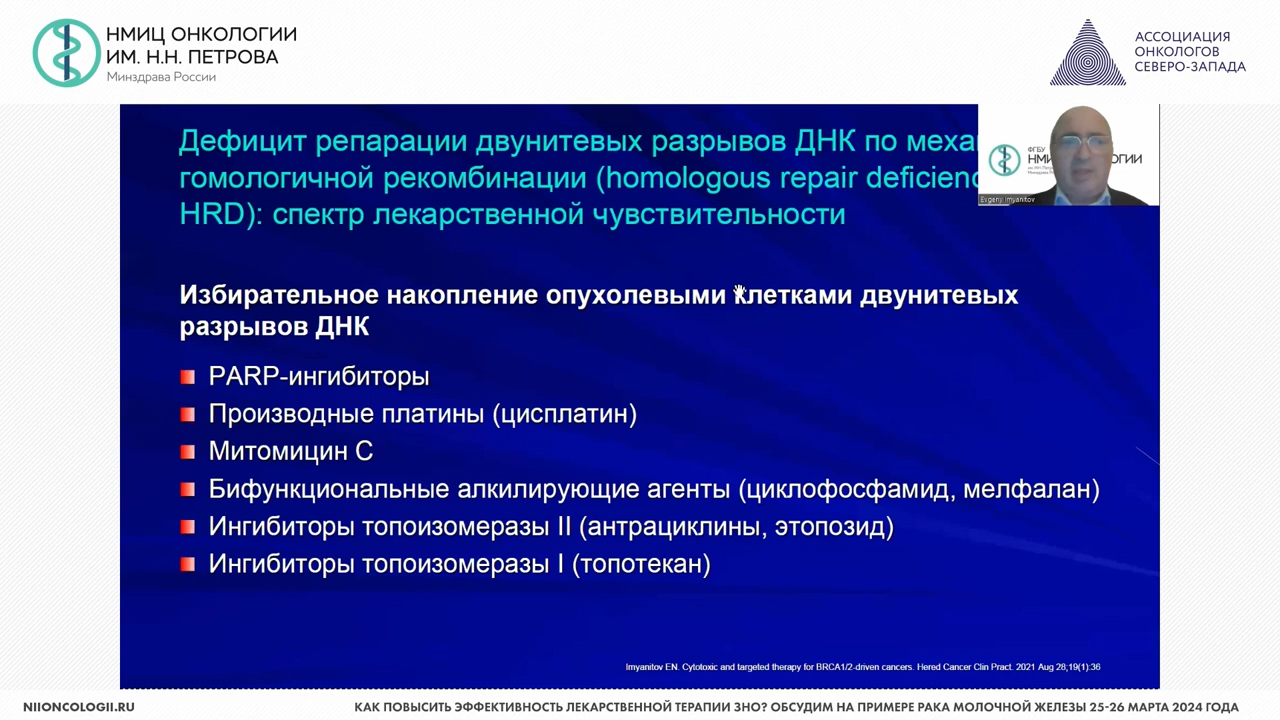 НМИЦ ОНКОЛОГИИ
ИМ. Н.Н. ПЕТРОВА
Минздрава России
АССОЦИАЦИЯ
ОНКОЛОГОВ
СЕВЕРО-ЗАПАДА
Дефицит репарации двунитевых разрывов ДНК по
гомологичной рекомбинации (homologous repair
HRD): спектр лекарственной чувствительности
ФГБУ
Evgenji Imyanitov
Избирательное накопление опухолевыми клетками двунитевых
разрывов ДНК
PARP-ингибиторы
Производные платины (цисплатин)
Митомицин С
Бифункциональные алкилирующие агенты (циклофосфамид, мелфалан)
Ингибиторы топоизомеразы II (антрациклины, этопозид)
Ингибиторы топоизомеразы I (топотекан)
Imyanitov EN. Cytotoxic and targeted therapy for BRCA1/2-driven cancers. Hered Cancer Clin Pract. 2021 Aug 28;19(1):36
NIIONCOLOGII.RU
КАК ПОВЫСИТЬ ЭФФЕКТИВНОСТЬ ЛЕКАРСТВЕННОЙ ТЕРАПИИ ЗНО? ОБСУДИМ НА ПРИМЕРЕ РАКА МОЛОЧНОЙ ЖЕЛЕЗЫ 25-26 МАРТА 2024 ГОДА